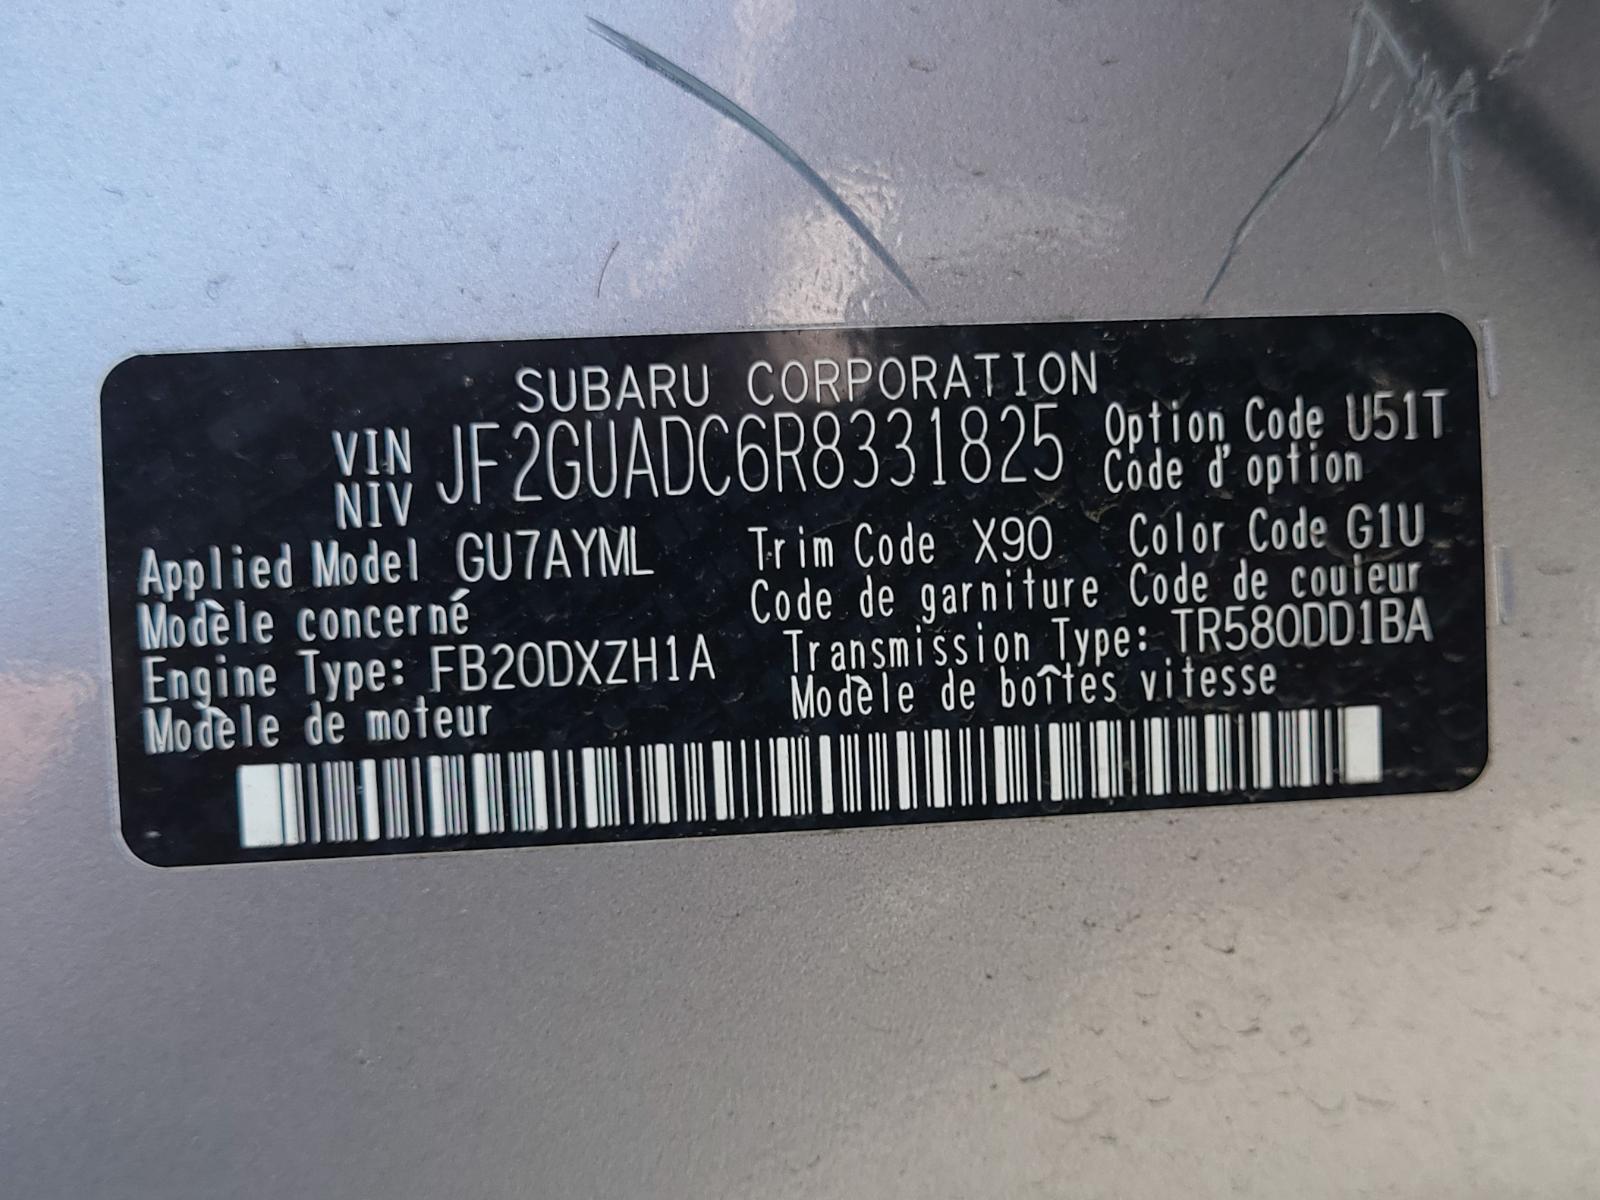 SUBARU CORPORATION
VIN
NIV
JF2GUADC6R8331825
Option Code U51T
Code d'option
Applied Model GU7AYML
Modèle concerné
Trim Code X90
Code de garniture
Color Code G1U
Code de couleur
Engine Type: FB20DXZH1A
Modèle de moteur
Transmission Type: TR580DD1BA
Modèle de boîtes vitesse